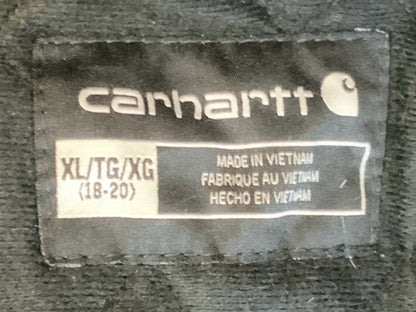 carhartt
XL/TG/XG
(18-20)
MADE IN VIETNAM
FABRIQUE AU VIETNAM
HECHO EN VIETNAM